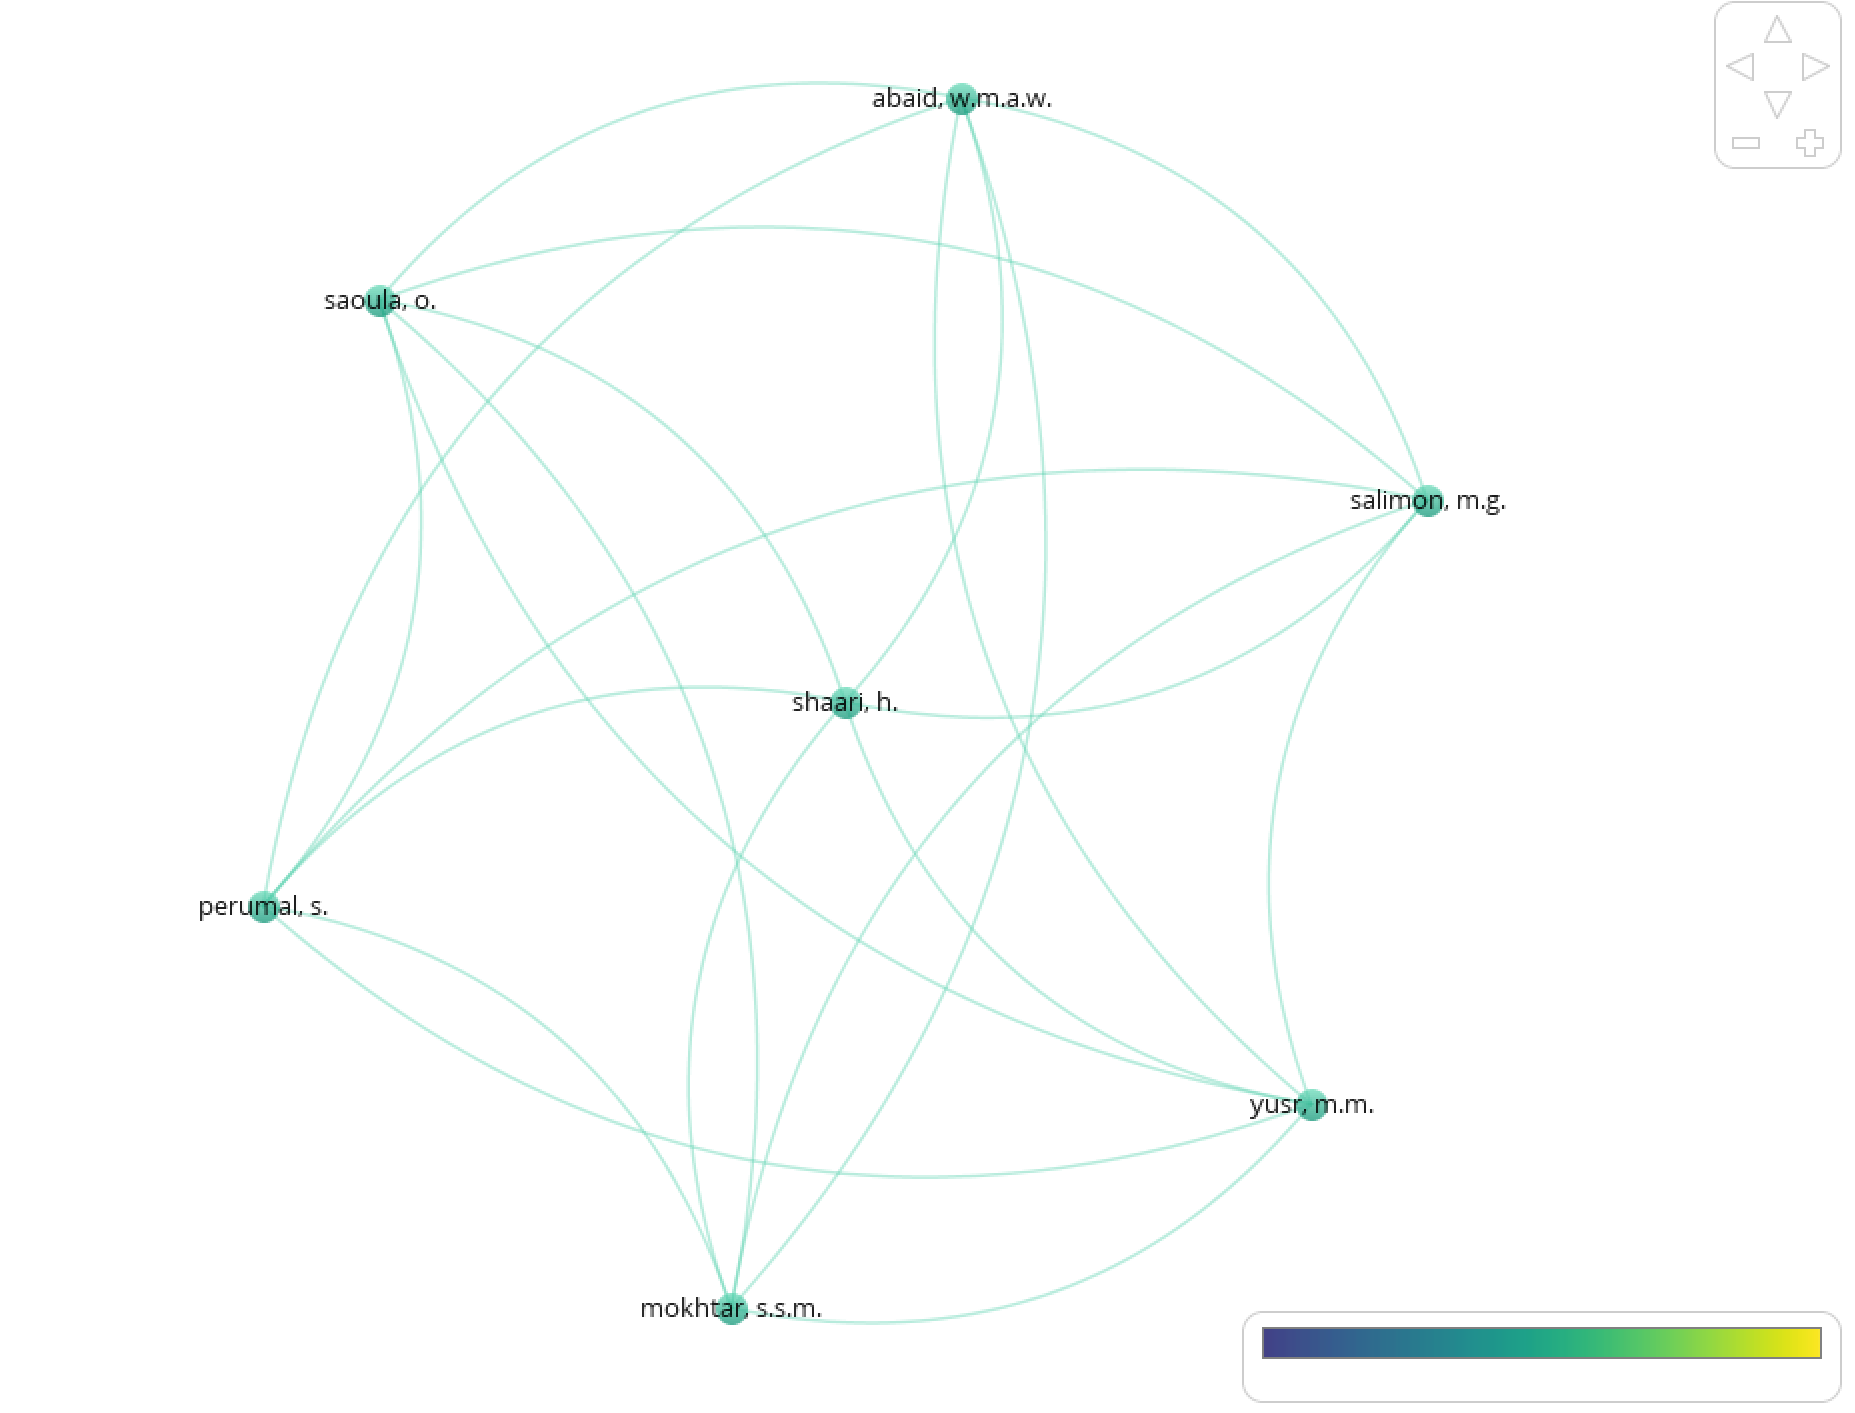 abaid, w.m.a.w.
saoula, o.
salimon, m.g.
shaari, h.
perumal, s.
yusr, m.m.
mokhtar, s.s.m.